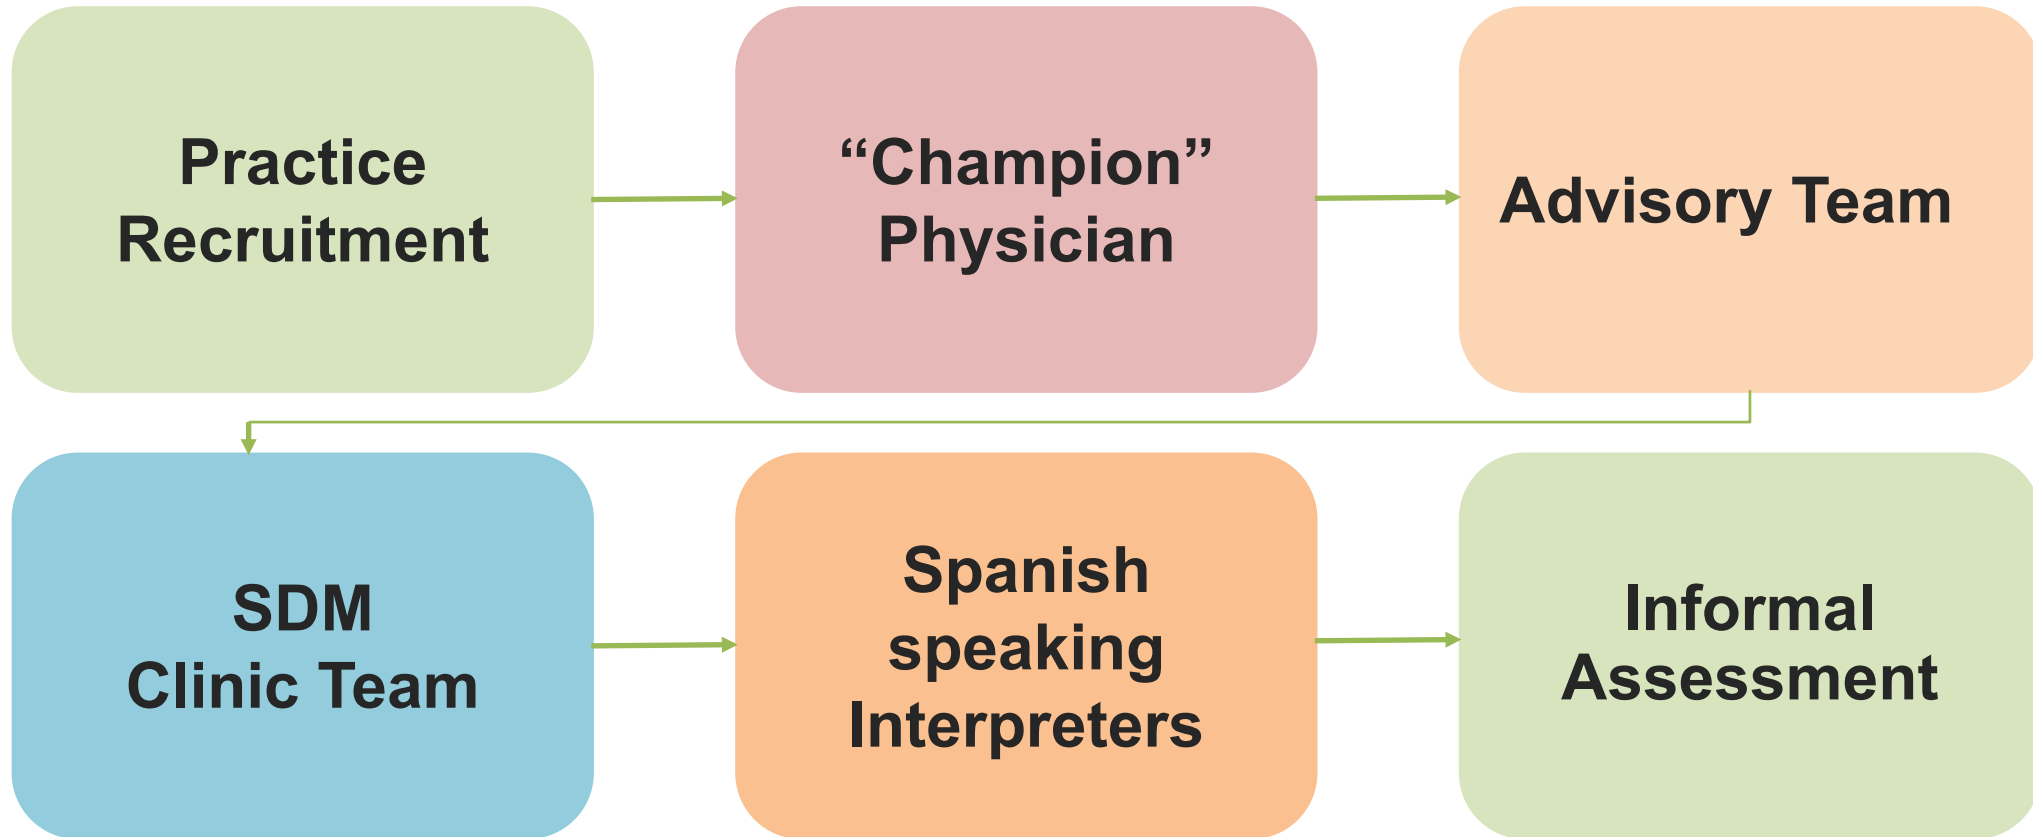 Practice
Recruitment
“Champion”
Physician
Advisory Team
SDM
Clinic Team
Spanish
speaking
Interpreters
Informal
Assessment